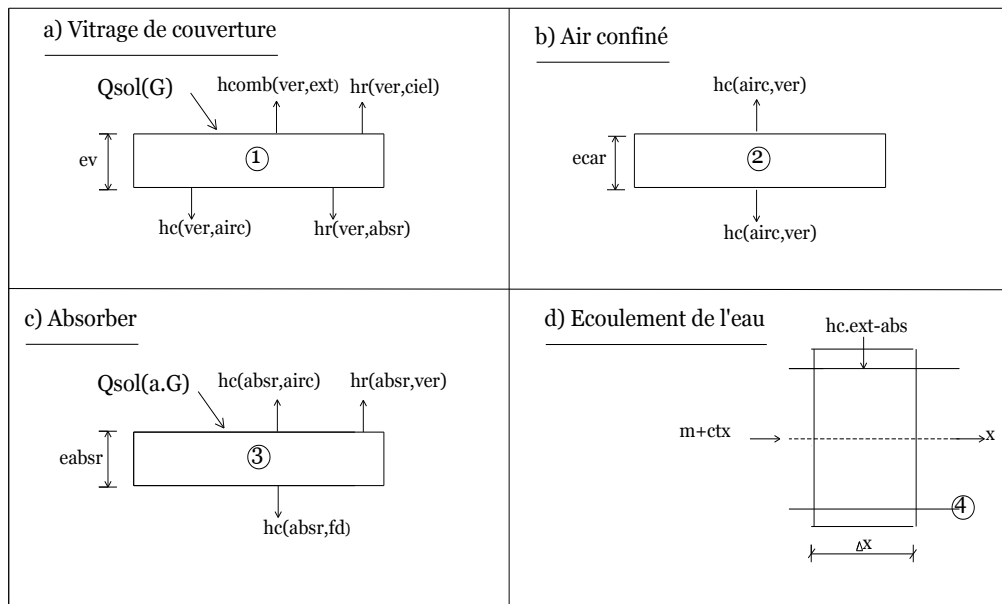 a) Vitrage de couverture
Qsol(G)
hcomb(ver,ext)
hr(ver,ciel)
ev
1
hc(ver,airc)
hr(ver,absr)
b) Air confiné
hc(airc,ver)
ecar
2
hc(airc,ver)
c) Absorber
Qsol(a.G)
hc(absr,airc)
hr(absr,ver)
eabsr
3
hc(absr,fd)
d) Ecoulement de l'eau
hc.ext-abs
m+ctx
x
4
Δx